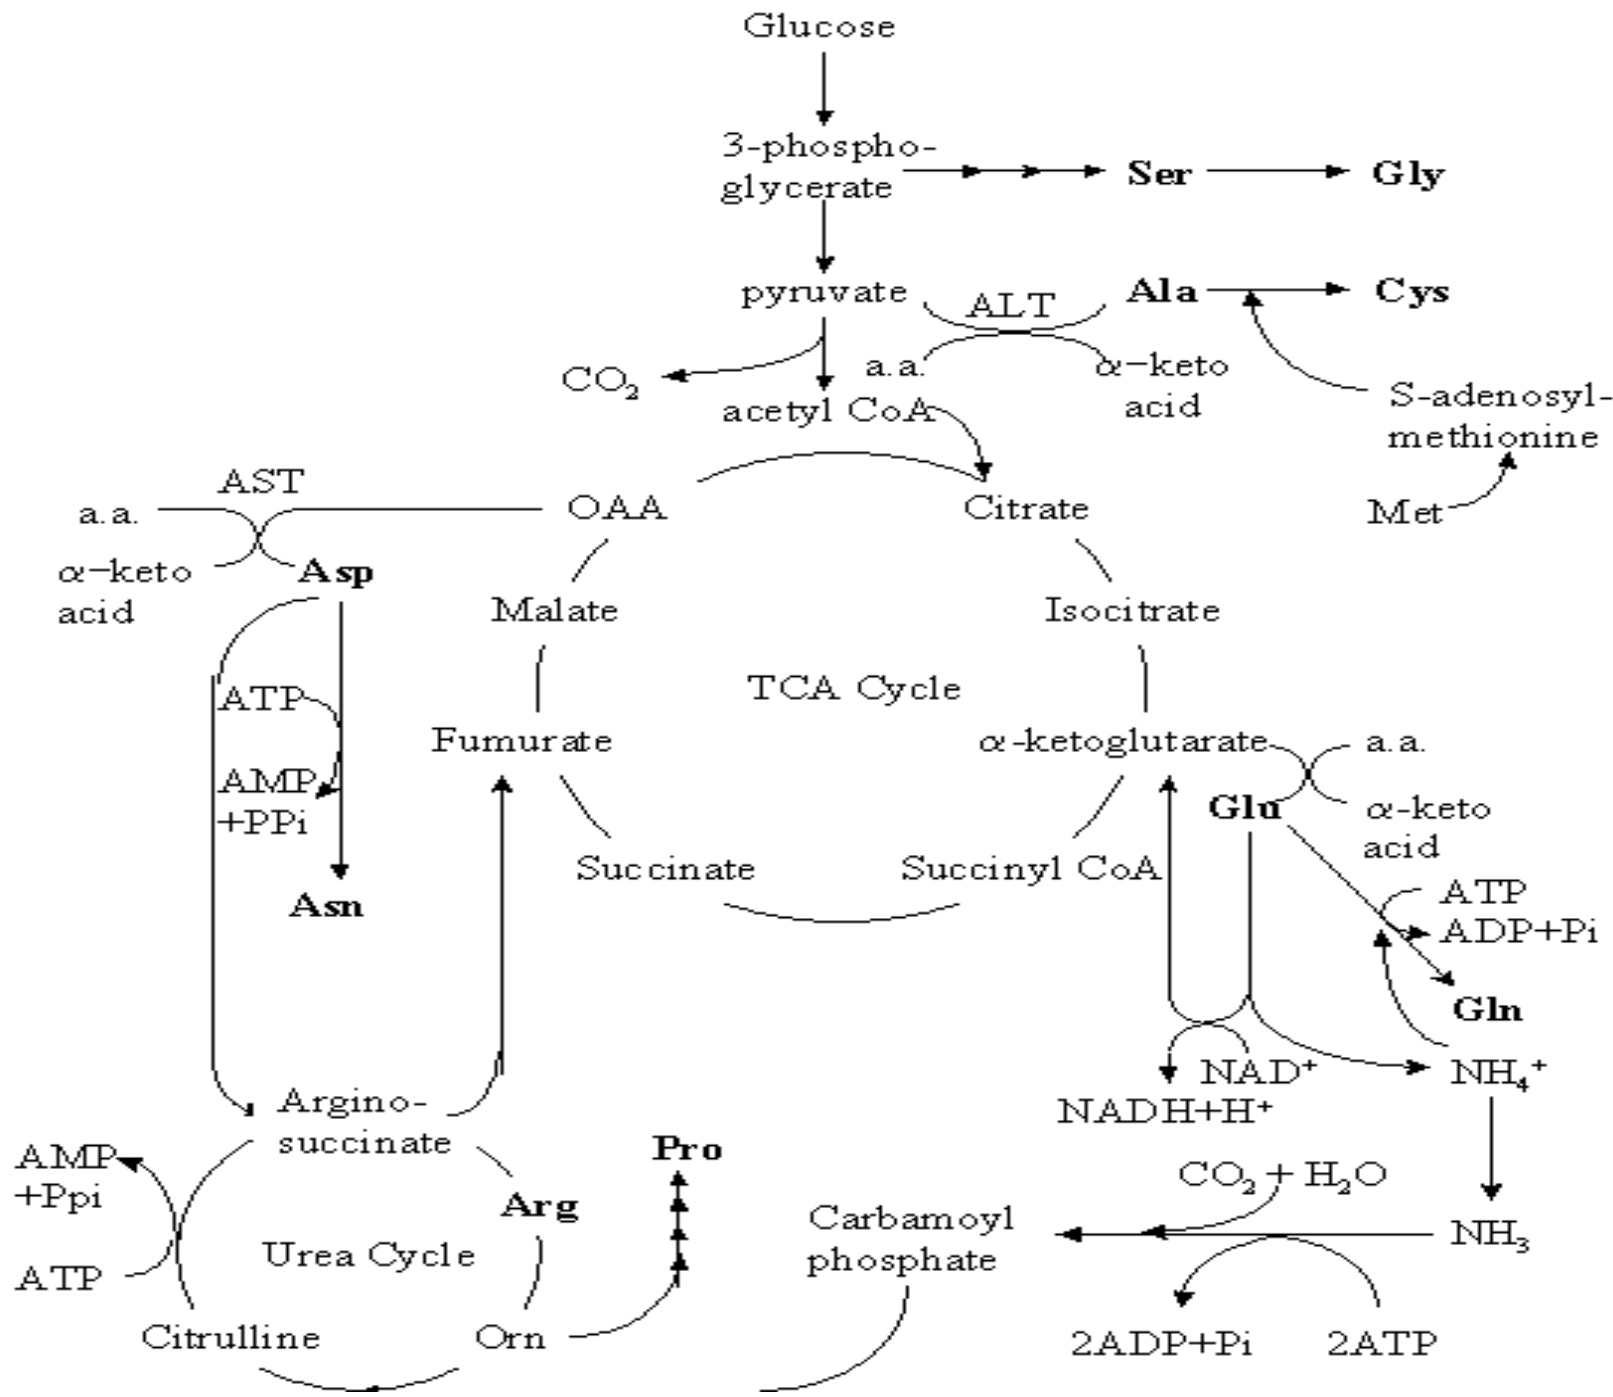 Glucose
3-phospho-
glycerate
Ser
Gly
pyruvate
ALT
Ala
Cys
CO₂
a.a.
α-keto
acid
acetyl CoA
S-adenosyl-
methionine
Met
AST
a.a.
OAA
Citrate
α-keto
acid
Asp
Malate
Isocitrate
ATP
TCA Cycle
Fumurate
α-ketoglutarate
a.a.
AMP
+PPi
Glu
α-keto
acid
Succinate
Succinyl CoA
ATP
ADP+Pi
Asn
Gln
NAD⁺
NH₄⁺
NADH+H⁺
Argino-
succinate
AMP
+Ppi
Pro
CO₂ + H₂O
Arg
Carbamoyl
phosphate
NH₃
Urea Cycle
ATP
Citrulline
Orn
2ADP+Pi
2ATP